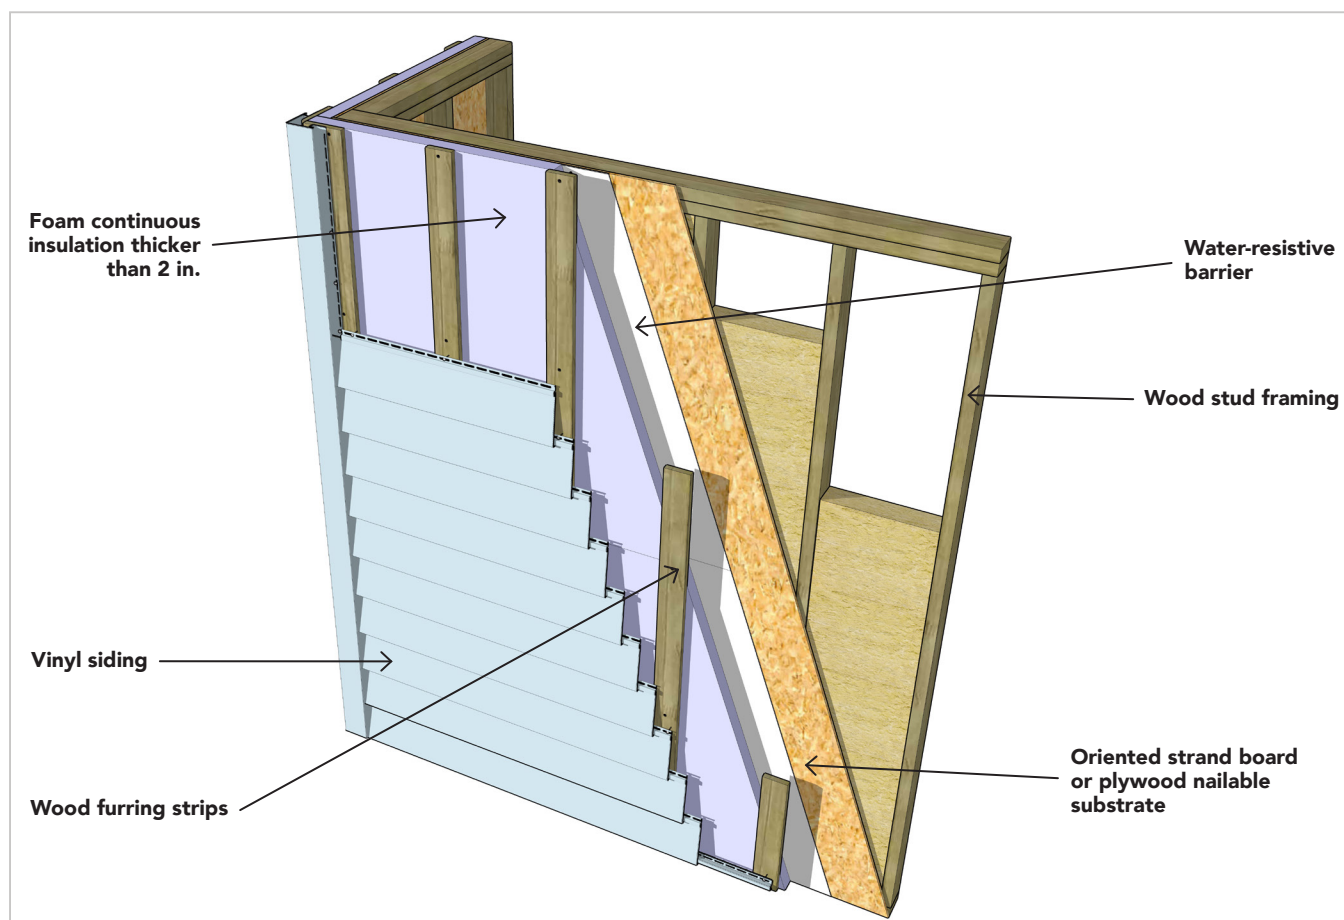 Foam continuous
insulation thicker
than 2 in.
Water-resistive
barrier
Wood stud framing
Vinyl siding
Oriented strand board
or plywood nailable
substrate
Wood furring strips